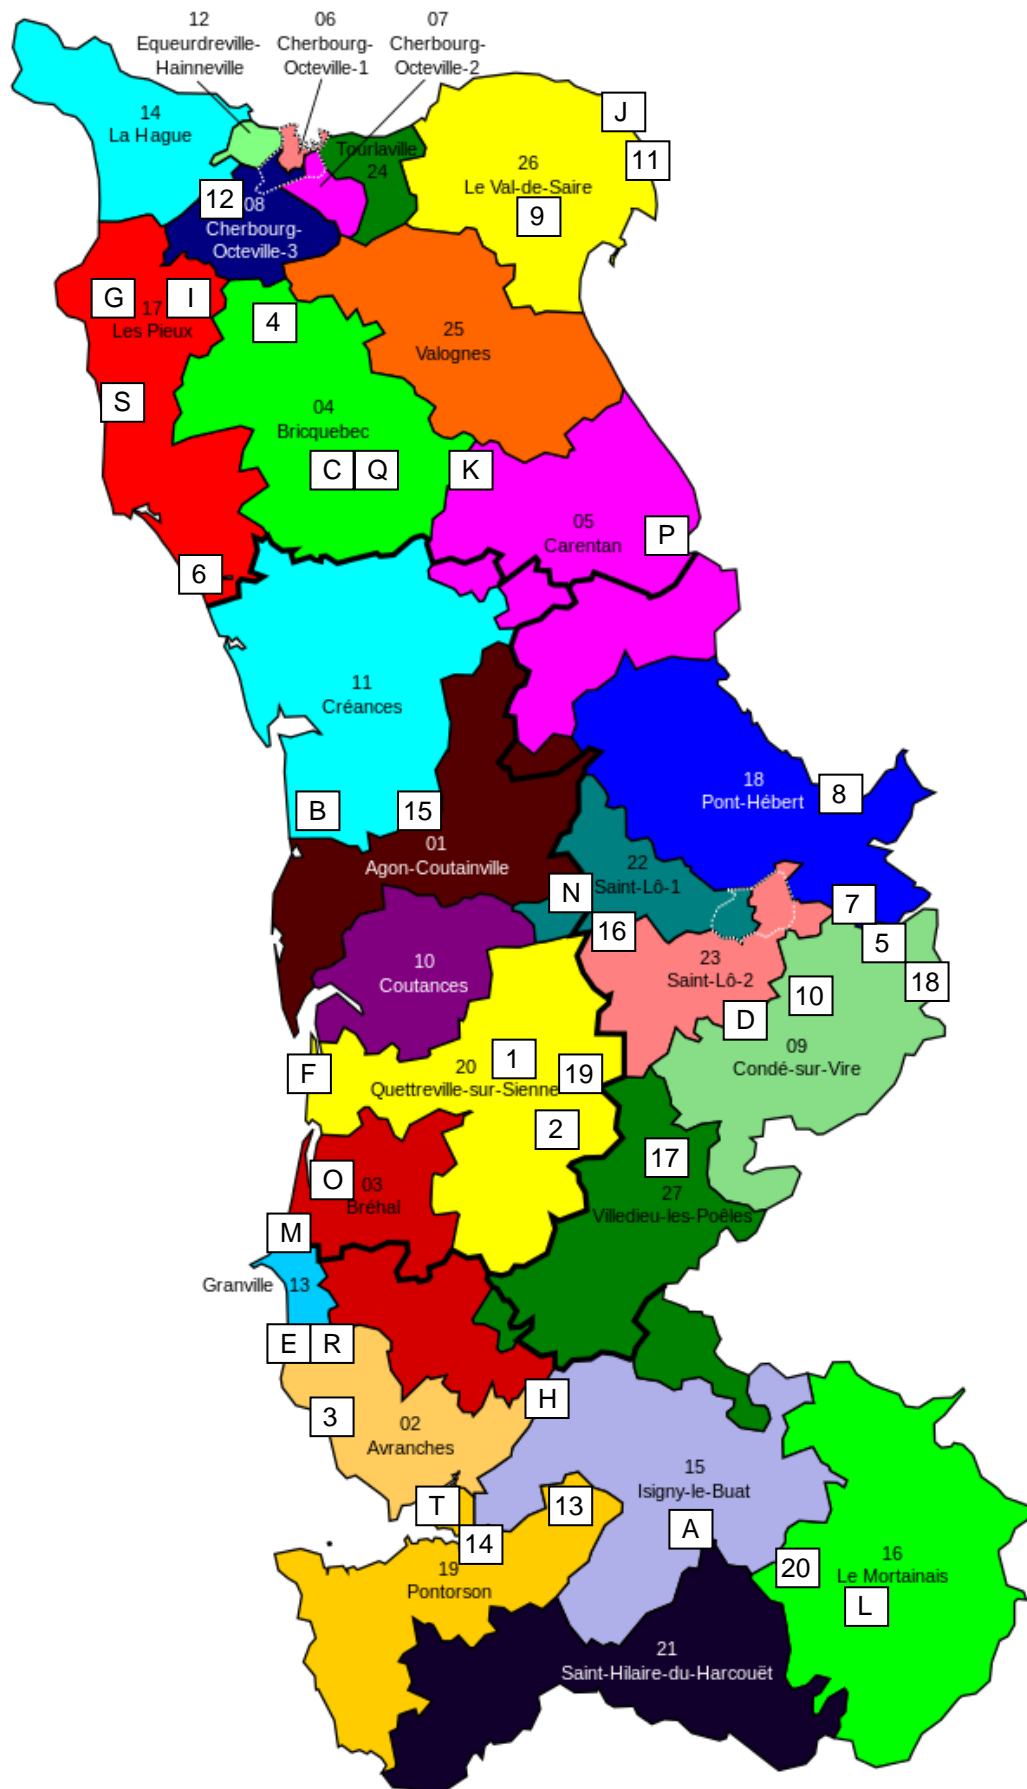 12
Equeurdreville-
Hainneville
06
Cherbourg-
Octeville-1
07
Cherbourg-
Octeville-2
14
La Hague
J
Tourlaville
24
11
26
Le Val-de-Saire
12
08
9
Cherbourg-
Octeville-3
G
I
17
Les Pieux
4
25
Valognes
S
04
Bricquebec
C
Q
K
05
Carentan
P
6
11
Créances
18
Pont-Hébert
8
B
15
01
Agon-Coutainville
22
Saint-Lô-1
N
7
16
5
10
Coutances
23
Saint-Lô-2
18
10
D
09
Condé-sur-Vire
F
20
Quettreville-sur-Sienne
1
19
2
17
O
03
Bréhal
27
Villedieu-les-Poêles
M
Granville
13
E
R
H
3
02
Avranches
15
Isigny-le-Buat
T
13
A
14
16
Le Mortainais
20
19
Pontorson
L
21
Saint-Hilaire-du-Harcouët